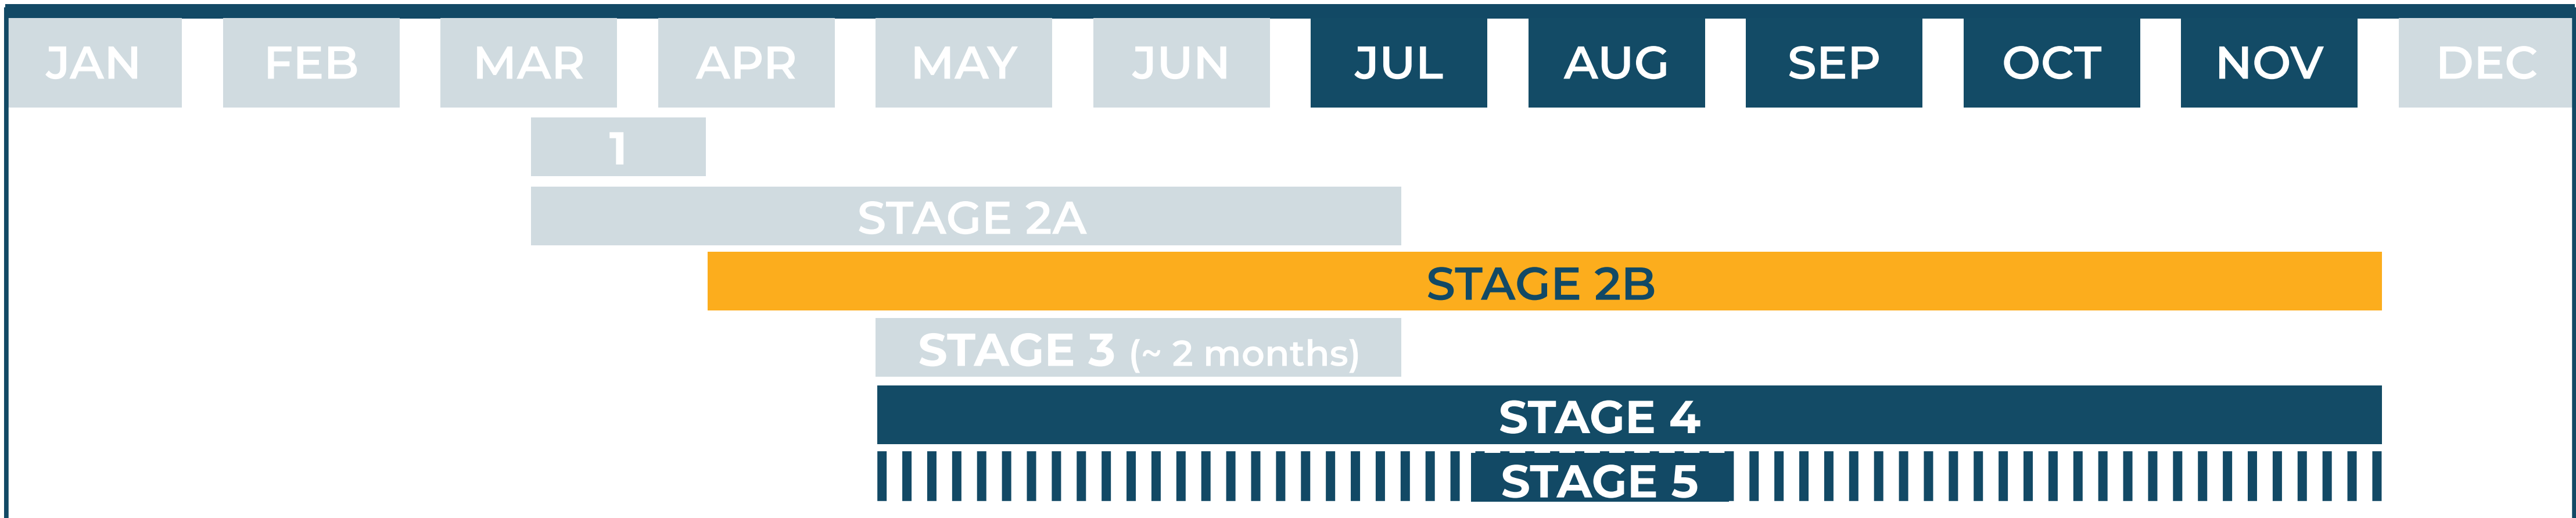 JAN FEB MAR APR MAY JUN JUL AUG SEP OCT NOV DEC
1
STAGE 2A
STAGE 2B
STAGE 3 (~ 2 months)
STAGE 4
STAGE 5